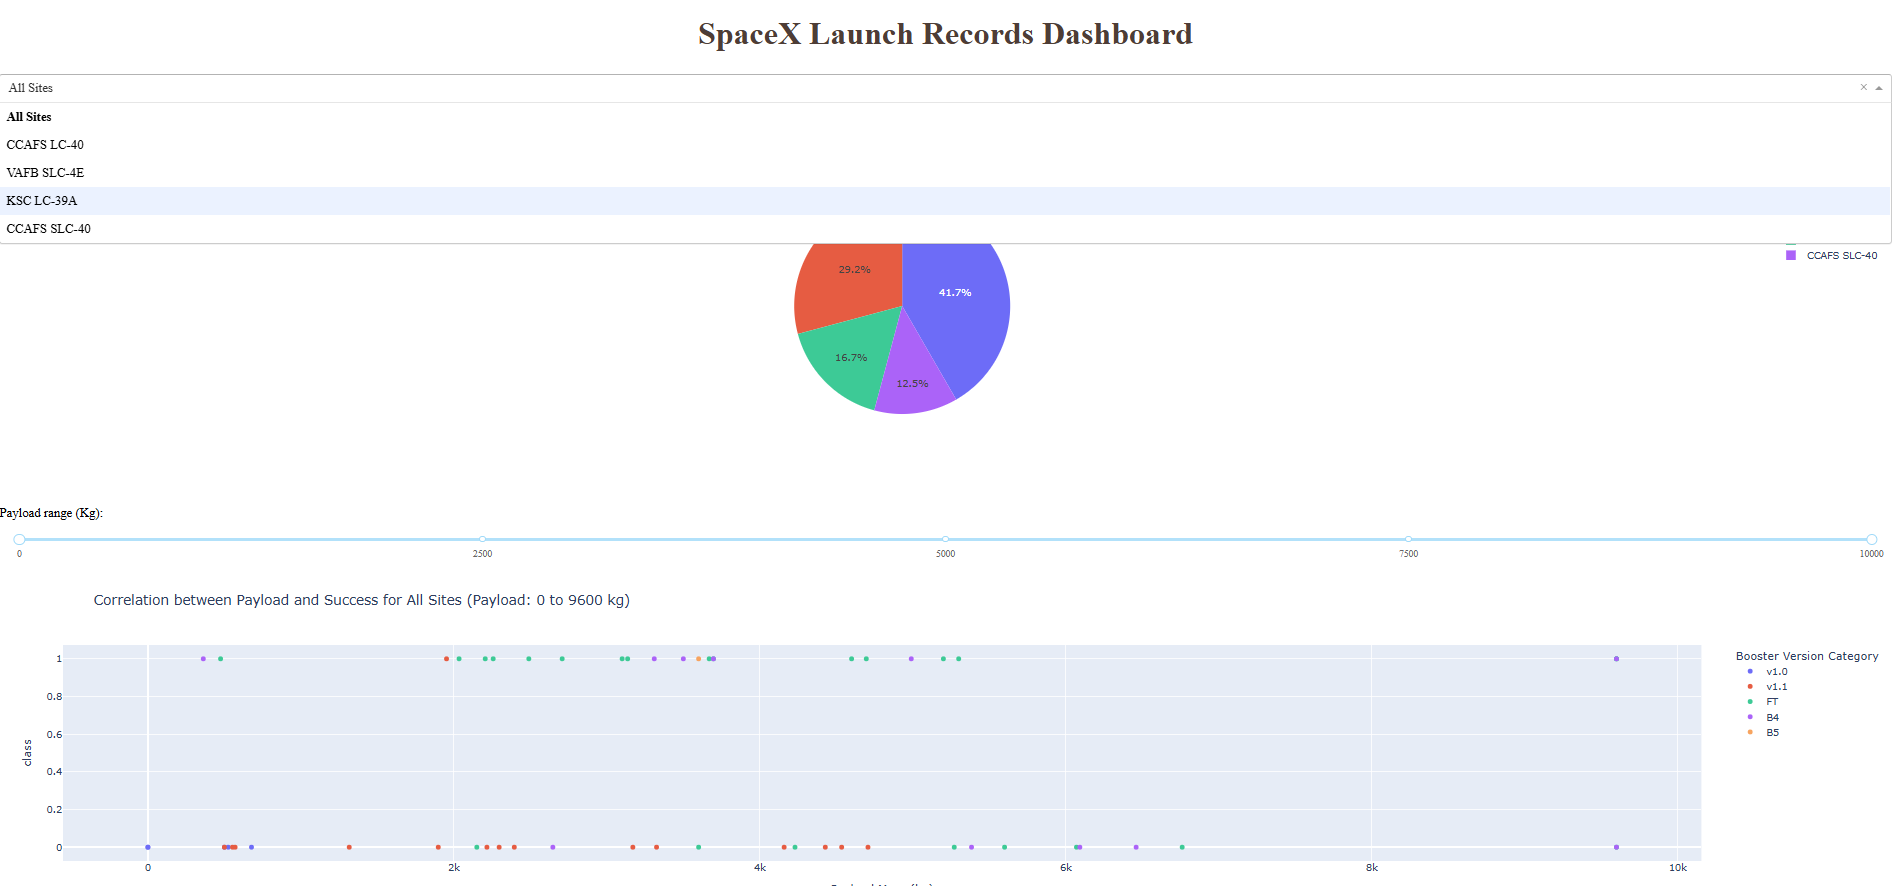 SpaceX Launch Records Dashboard
All Sites
All Sites
CCAFS LC-40
VAFB SLC-4E
KSC LC-39A
CCAFS SLC-40
CCAFS SLC-40
29.2%
41.7%
16.7%
12.5%
Payload range (Kg):
0 2500 5000 7500 10000
Correlation between Payload and Success for All Sites (Payload: 0 to 9600 kg)
Booster Version Category
v1.0
v1.1
FT
B4
B5
class
1
0.8
0.6
0.4
0.2
0
0 2k 4k 6k 8k 10k